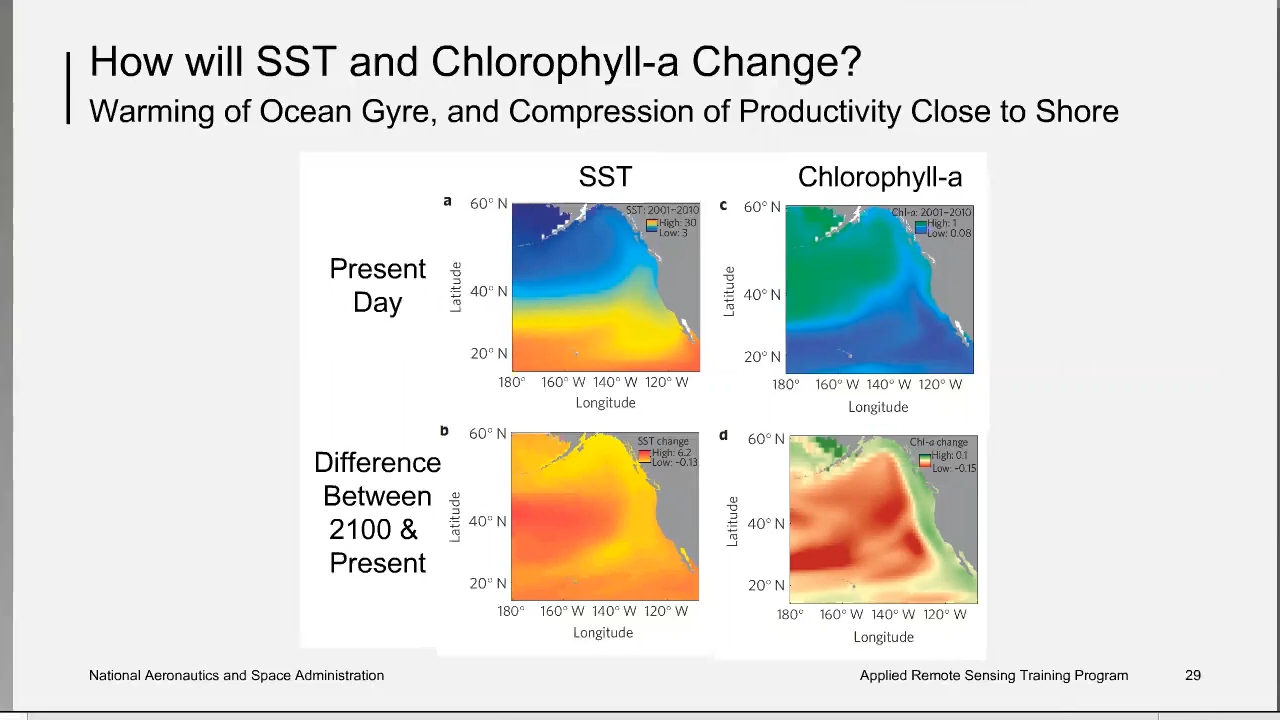 How will SST and Chlorophyll-a Change?
Warming of Ocean Gyre, and Compression of Productivity Close to Shore
SST
Chlorophyll-a
Present
Day
a
60° N
40° N
20° N
Latitude
SST: 2001–2010
High: 30
Low: 3
180° 160° W 140° W 120° W
Longitude
c
60° N
40° N
20° N
Latitude
Chl-a: 2001–2010
High: 1
Low: 0.08
180° 160° W 140° W 120° W
Longitude
Difference
Between
2100 &
Present
b
60° N
40° N
20° N
Latitude
SST change
High: 6.2
Low: -0.13
180° 160° W 140° W 120° W
Longitude
d
60° N
40° N
20° N
Latitude
Chl-a change
High: 0.1
Low: -0.15
180° 160° W 140° W 120° W
Longitude
National Aeronautics and Space Administration
Applied Remote Sensing Training Program
29